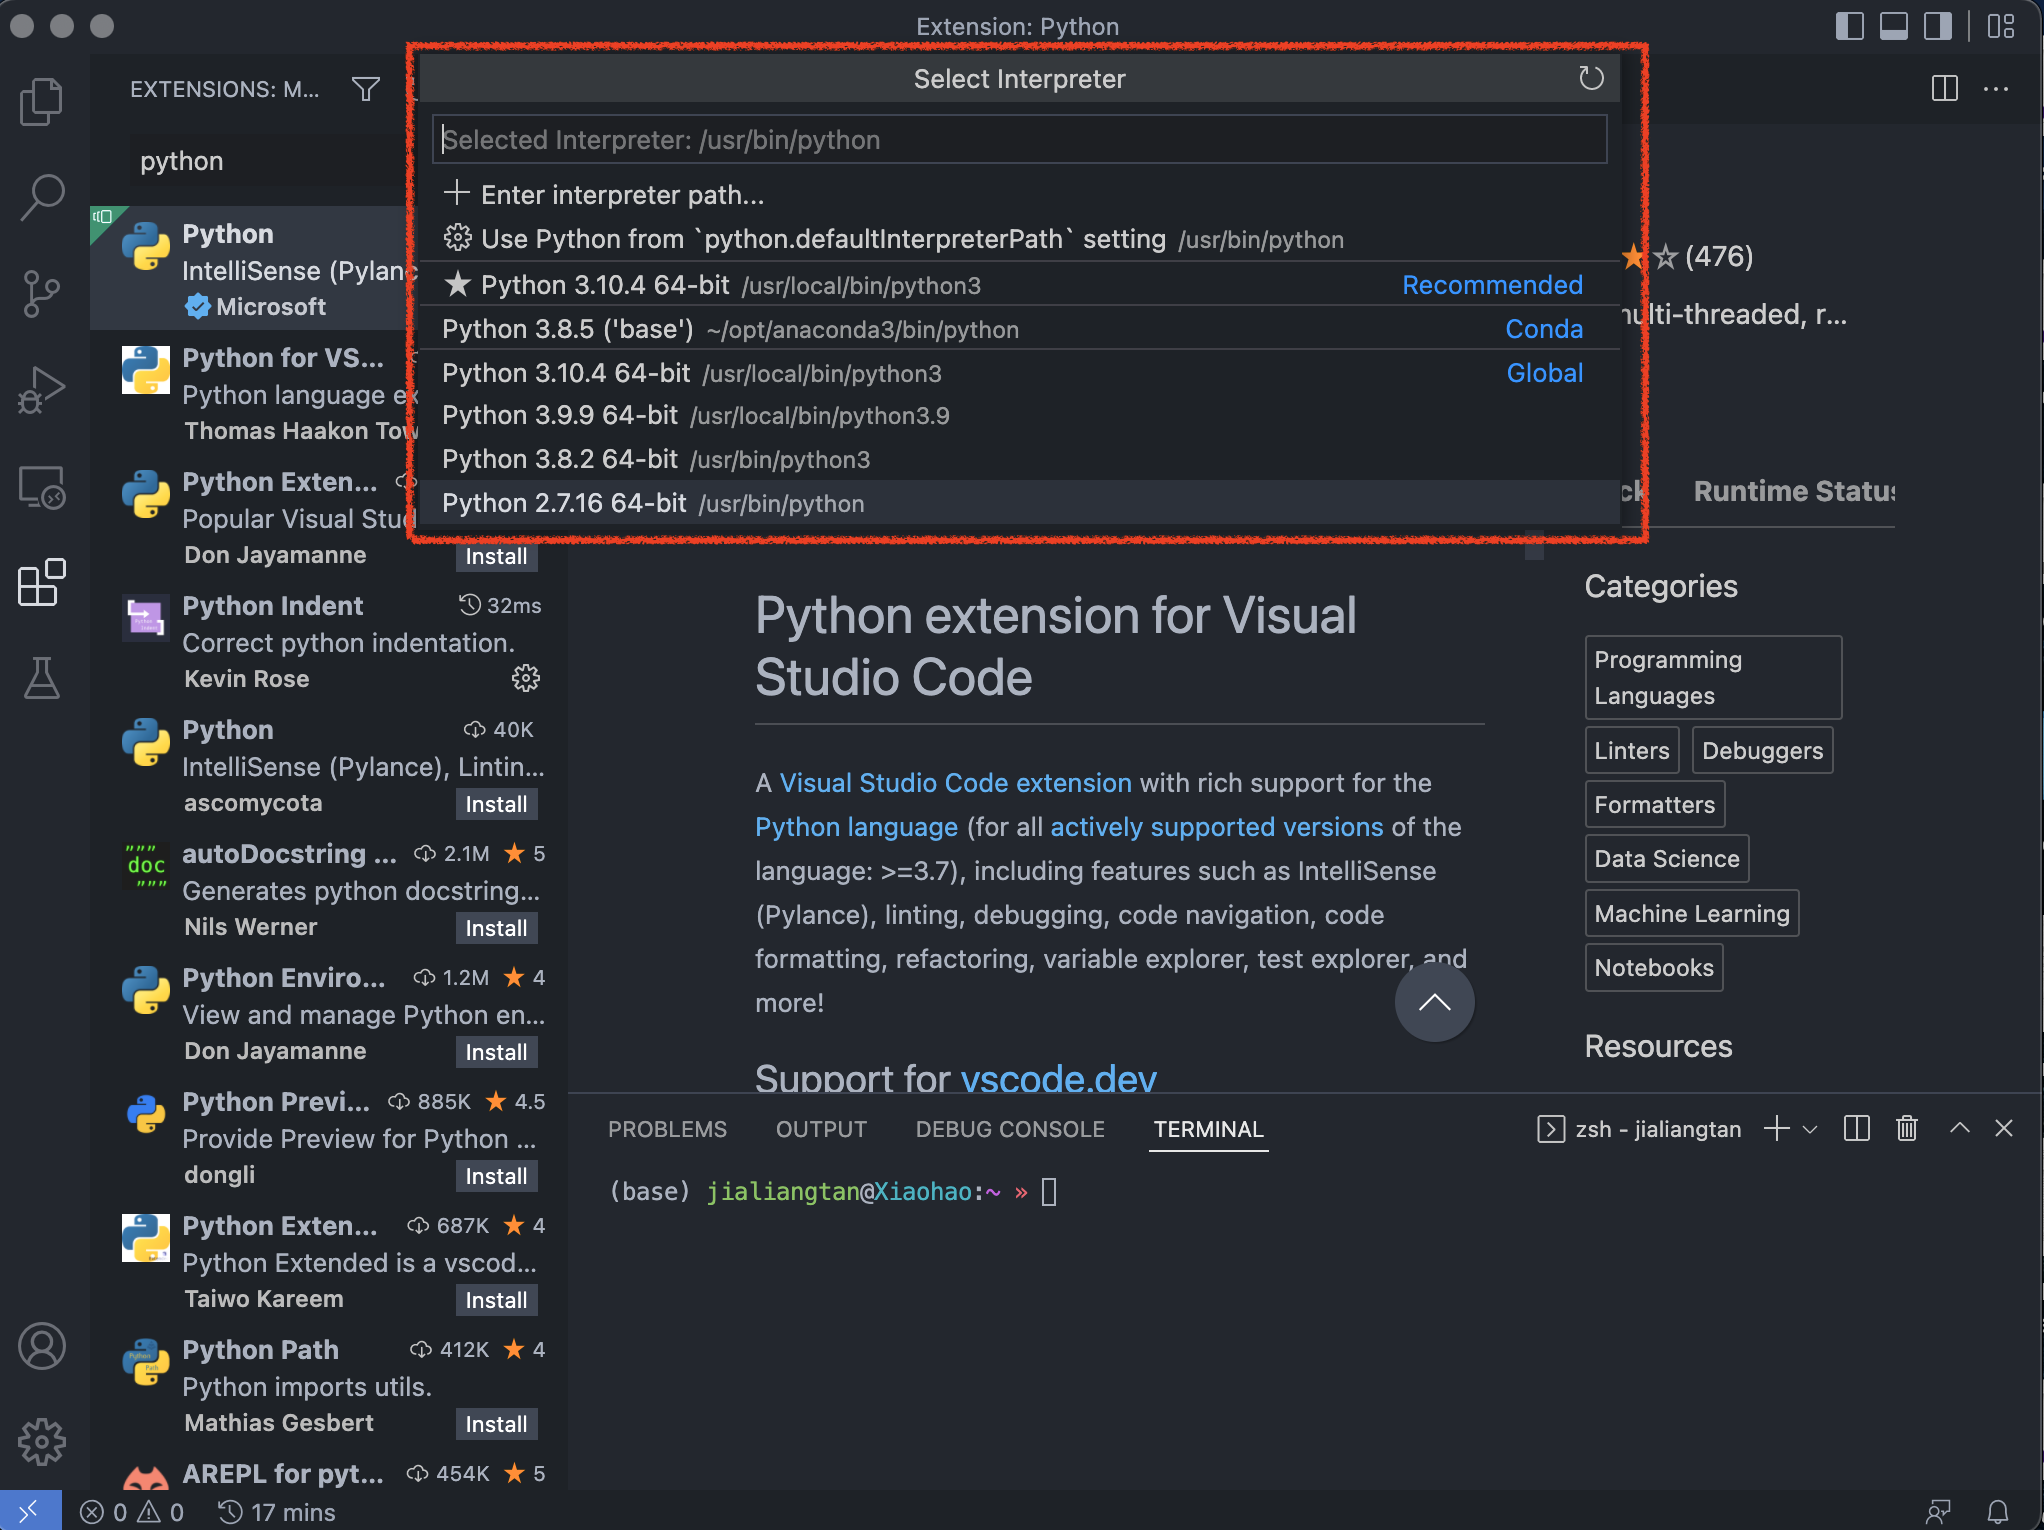 Extension: Python
EXTENSIONS: M...
python
Python
IntelliSense (Pylanc
Microsoft
Python for VS...
Python language ex
Thomas Haakon Tow
Python Exten...
Popular Visual Stud
Don Jayamanne
Install
Python Indent 32ms
Correct python indentation.
Kevin Rose
Python 40K
IntelliSense (Pylance), Lintin...
ascomycota Install
autoDocstring ... 2.1M ★ 5
Generates python docstring...
Nils Werner Install
Python Enviro... 1.2M ★ 4
View and manage Python en...
Don Jayamanne Install
Python Previ... 885K ★ 4.5
Provide Preview for Python ...
dongli Install
Python Exten... 687K ★ 4
Python Extended is a vscod...
Taiwo Kareem Install
Python Path 412K ★ 4
Python imports utils.
Mathias Gesbert Install
AREPL for pyt... 454K ★ 5
Select Interpreter
Selected Interpreter: /usr/bin/python
+ Enter interpreter path...
Use Python from `python.defaultInterpreterPath` setting /usr/bin/python
★ Python 3.10.4 64-bit /usr/local/bin/python3 Recommended
Python 3.8.5 ('base') ~/opt/anaconda3/bin/python Conda
Python 3.10.4 64-bit /usr/local/bin/python3 Global
Python 3.9.9 64-bit /usr/local/bin/python3.9
Python 3.8.2 64-bit /usr/bin/python3
Python 2.7.16 64-bit /usr/bin/python
★☆ (476)
ulti-threaded, r...
ck Runtime Status
Python extension for Visual
Studio Code
A Visual Studio Code extension with rich support for the
Python language (for all actively supported versions of the
language: >=3.7), including features such as IntelliSense
(Pylance), linting, debugging, code navigation, code
formatting, refactoring, variable explorer, test explorer, and
more!
Support for vscode.dev
Categories
Programming
Languages
Linters Debuggers
Formatters
Data Science
Machine Learning
Notebooks
Resources
PROBLEMS OUTPUT DEBUG CONSOLE TERMINAL zsh - jialiangtan
(base) jialiangtan@Xiaohao:~ »
0 0 17 mins